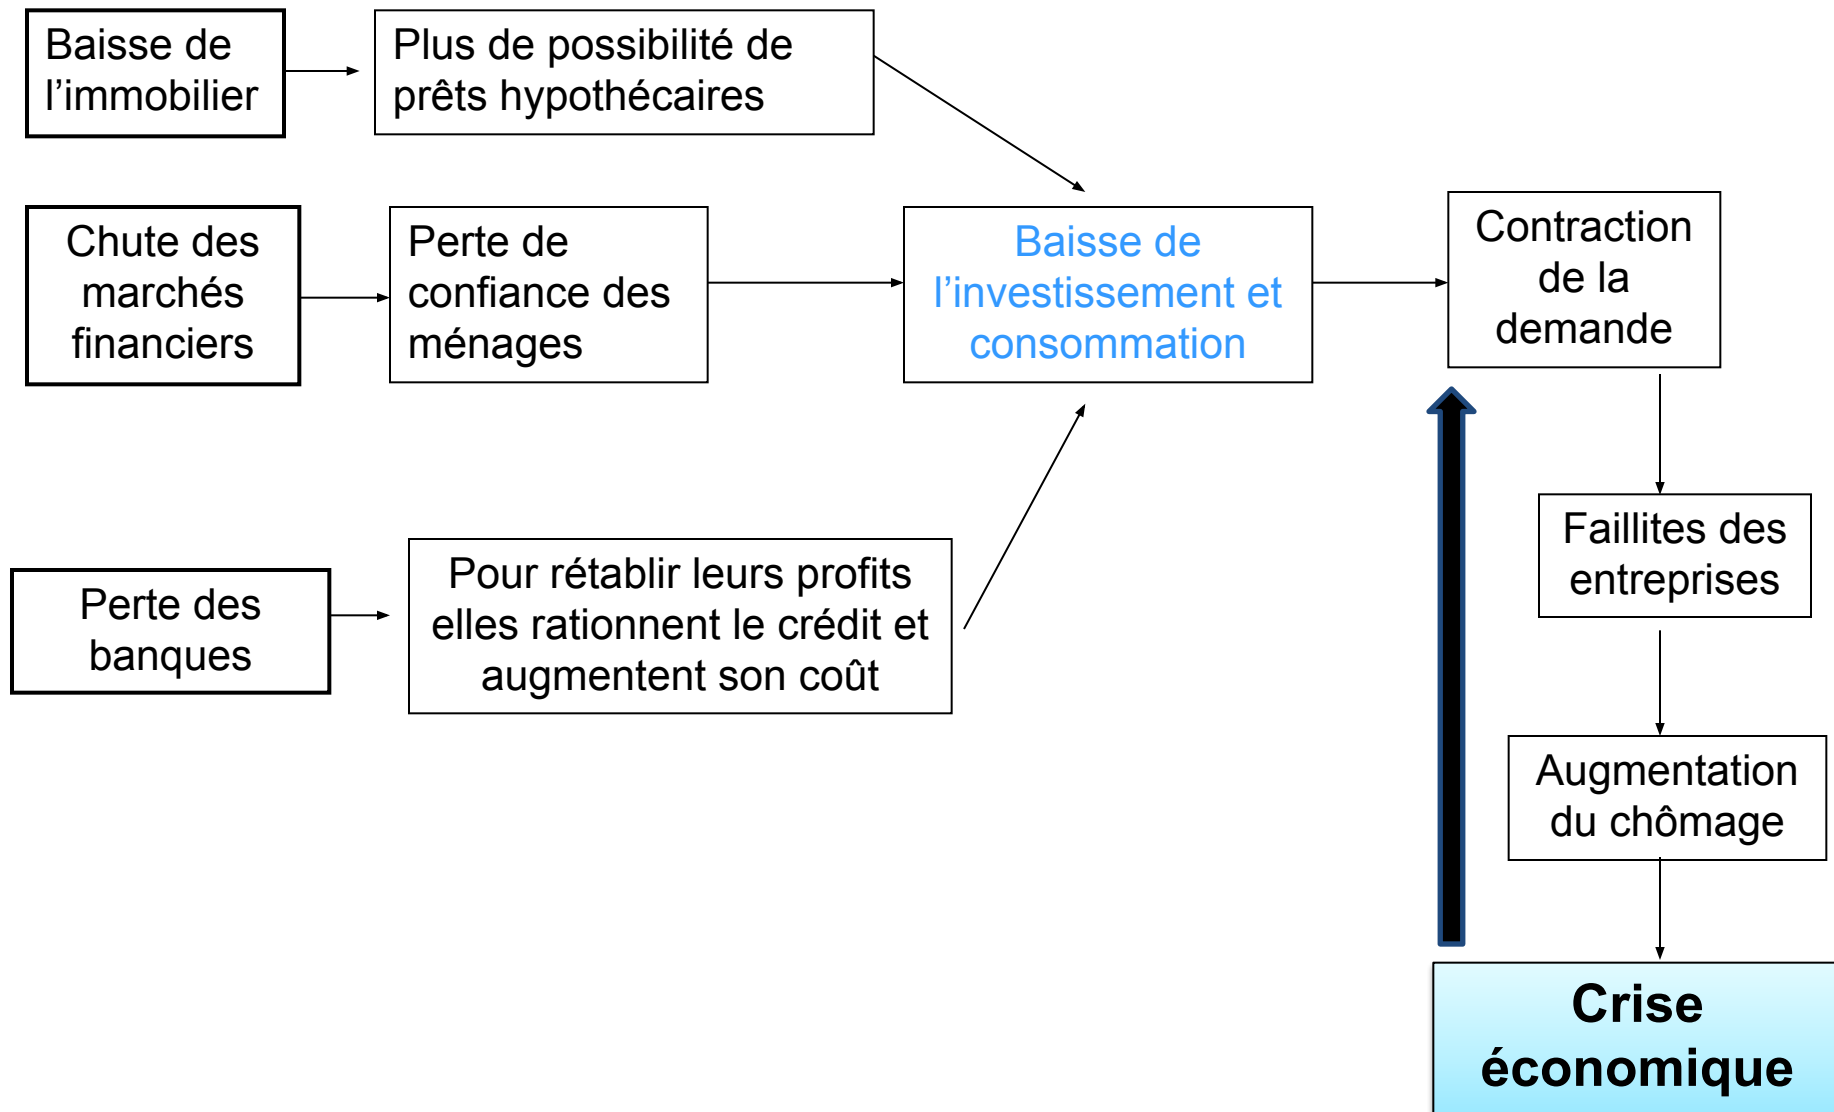 Baisse de
l’immobilier
Plus de possibilité de
prêts hypothécaires
Chute des
marchés
financiers
Perte de
confiance des
ménages
Baisse de
l’investissement et
consommation
Contraction
de la
demande
Perte des
banques
Pour rétablir leurs profits
elles rationnent le crédit et
augmentent son coût
Faillites des
entreprises
Augmentation
du chômage
Crise
économique